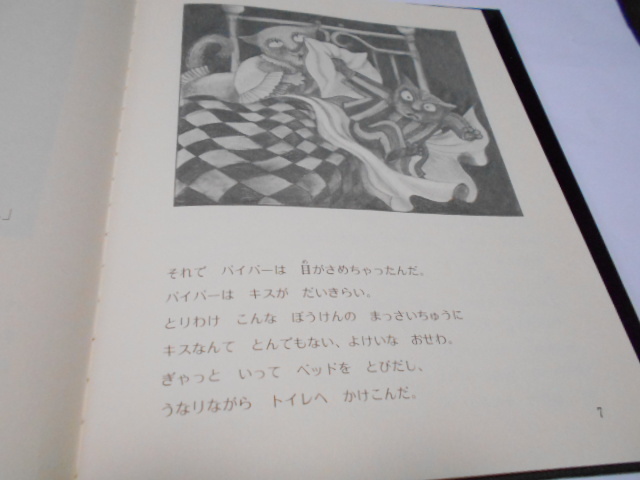 それで パイパーは 目がさめちゃったんだ。
パイパーは キスが だいきらい。
とりわけ こんな ぼうけんの まっさいちゅうに
キスなんて とんでもない、よけいな おせわ。
ぎゃっと いって ベッドを とびだし、
うなりながら トイレへ かけこんだ。
7